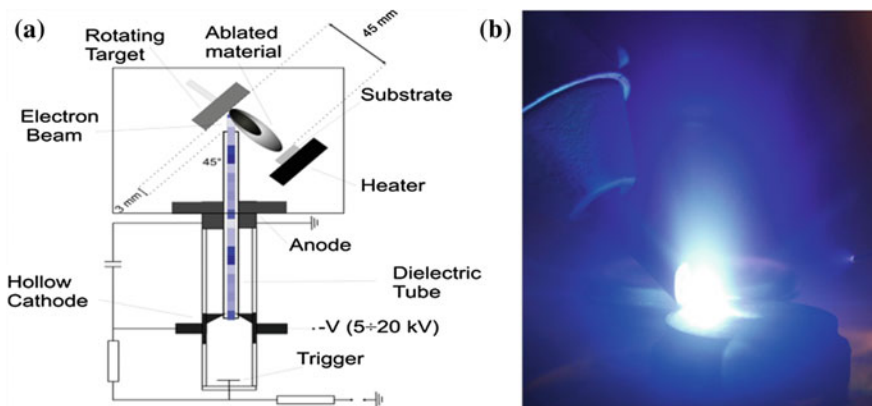 (a)
Rotating
Target
Ablated
material
45 mm
Substrate
Electron
Beam
45°
Heater
3 mm
Anode
Hollow
Cathode
Dielectric
Tube
-V (5÷20 kV)
Trigger
(b)